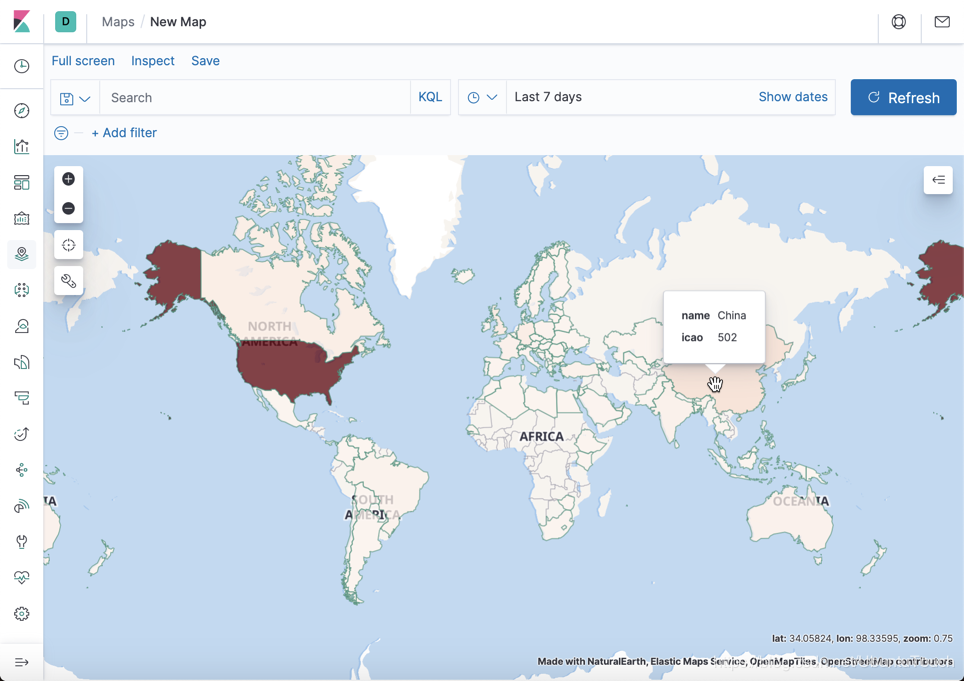 D Maps / New Map
Full screen Inspect Save
Search KQL Last 7 days Show dates Refresh
+ Add filter
NORTH
AMERICA
name China
icao 502
AFRICA
SOUTH
AMERICA
IA
OCEANIA
lat: 34.05824, lon: 98.33595, zoom: 0.75
Made with NaturalEarth, Elastic Maps Service, OpenMapTiles, OpenStreetMap contributors